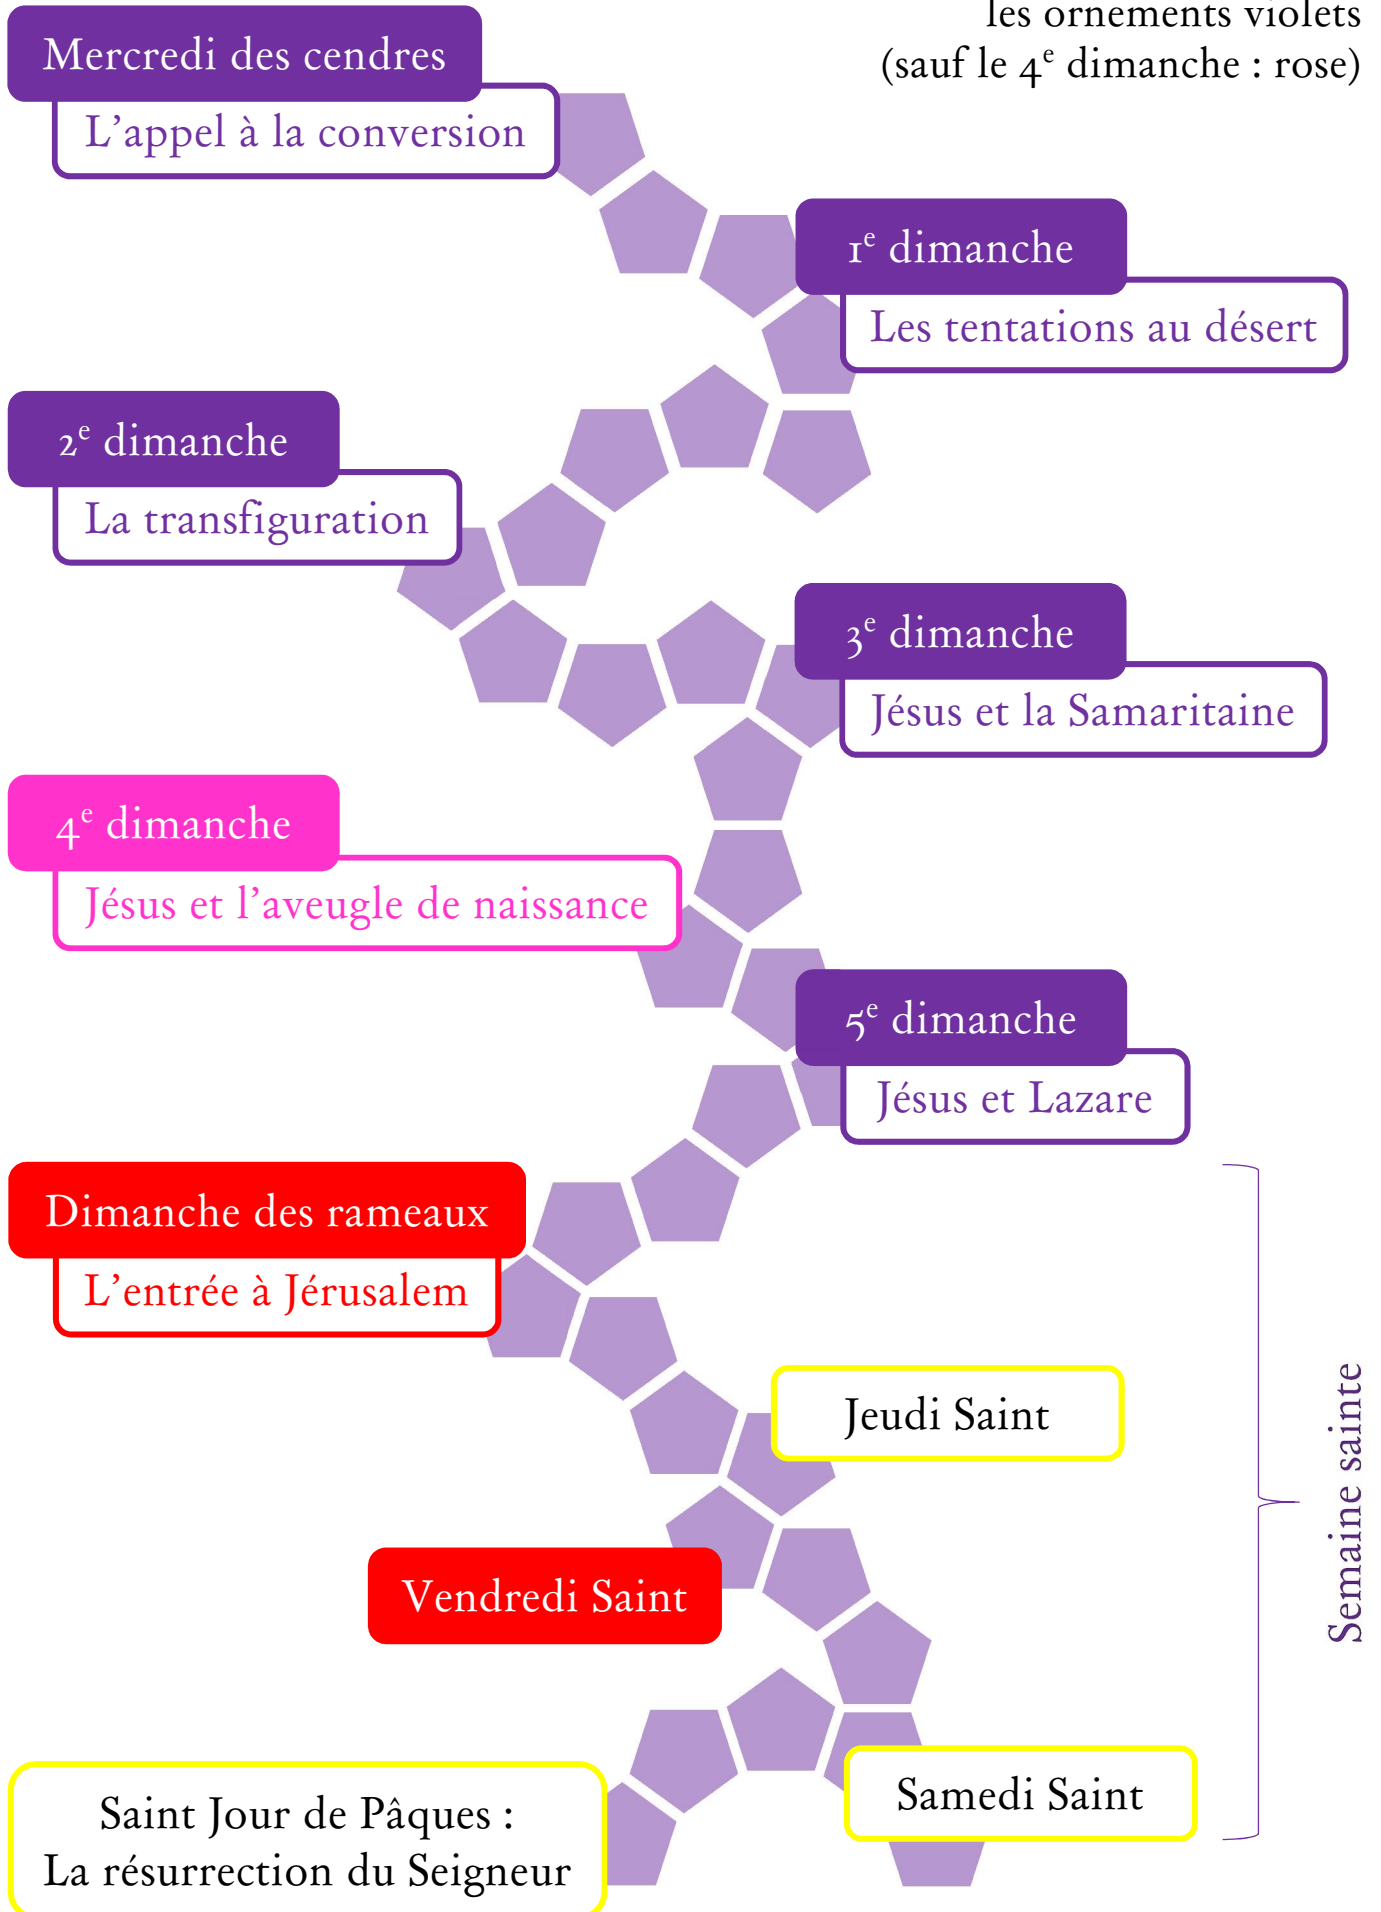 les ornements violets
(sauf le 4e dimanche : rose)
Mercredi des cendres
L’appel à la conversion
1e dimanche
Les tentations au désert
2e dimanche
La transfiguration
3e dimanche
Jésus et la Samaritaine
4e dimanche
Jésus et l’aveugle de naissance
5e dimanche
Jésus et Lazare
Dimanche des rameaux
L’entrée à Jérusalem
Jeudi Saint
Semaine sainte
Vendredi Saint
Samedi Saint
Saint Jour de Pâques :
La résurrection du Seigneur